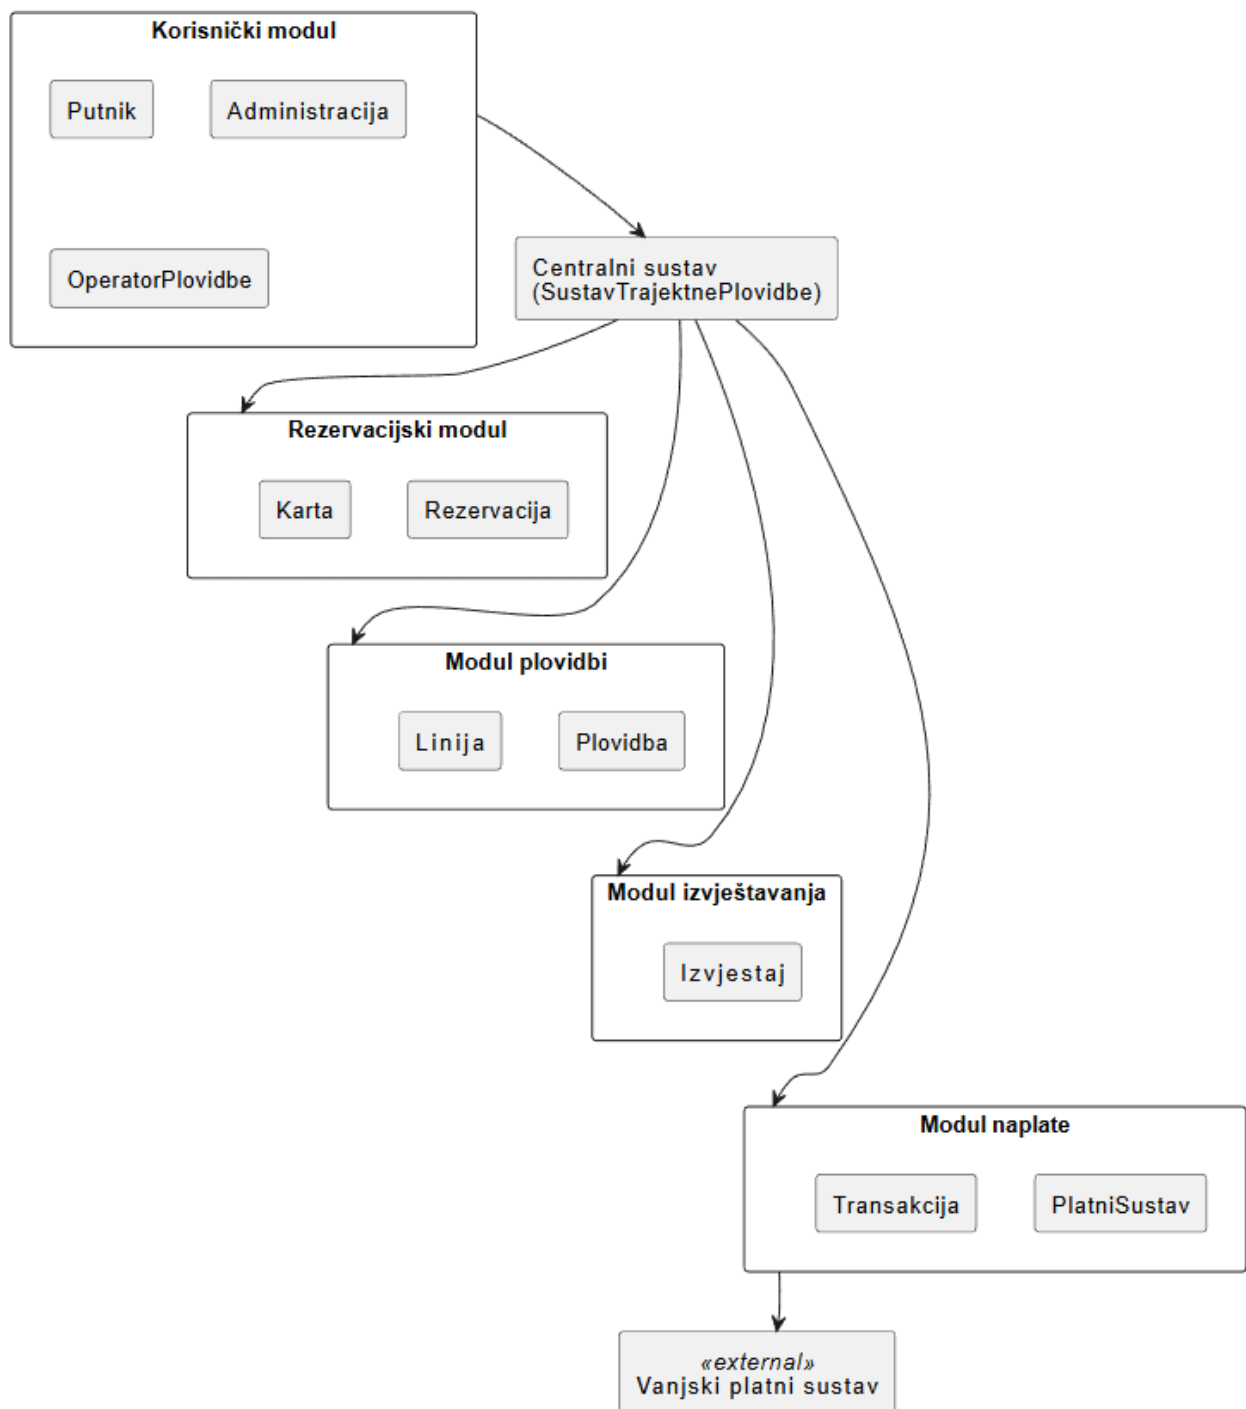 Korisnički modul
Putnik
Administracija
OperatorPlovidbe
Centralni sustav
(SustavTrajektnePlovidbe)
Rezervacijski modul
Karta
Rezervacija
Modul plovidbi
Linija
Plovidba
Modul izvještavanja
Izvjestaj
Modul naplate
Transakcija
PlatniSustav
«external»
Vanjski platni sustav